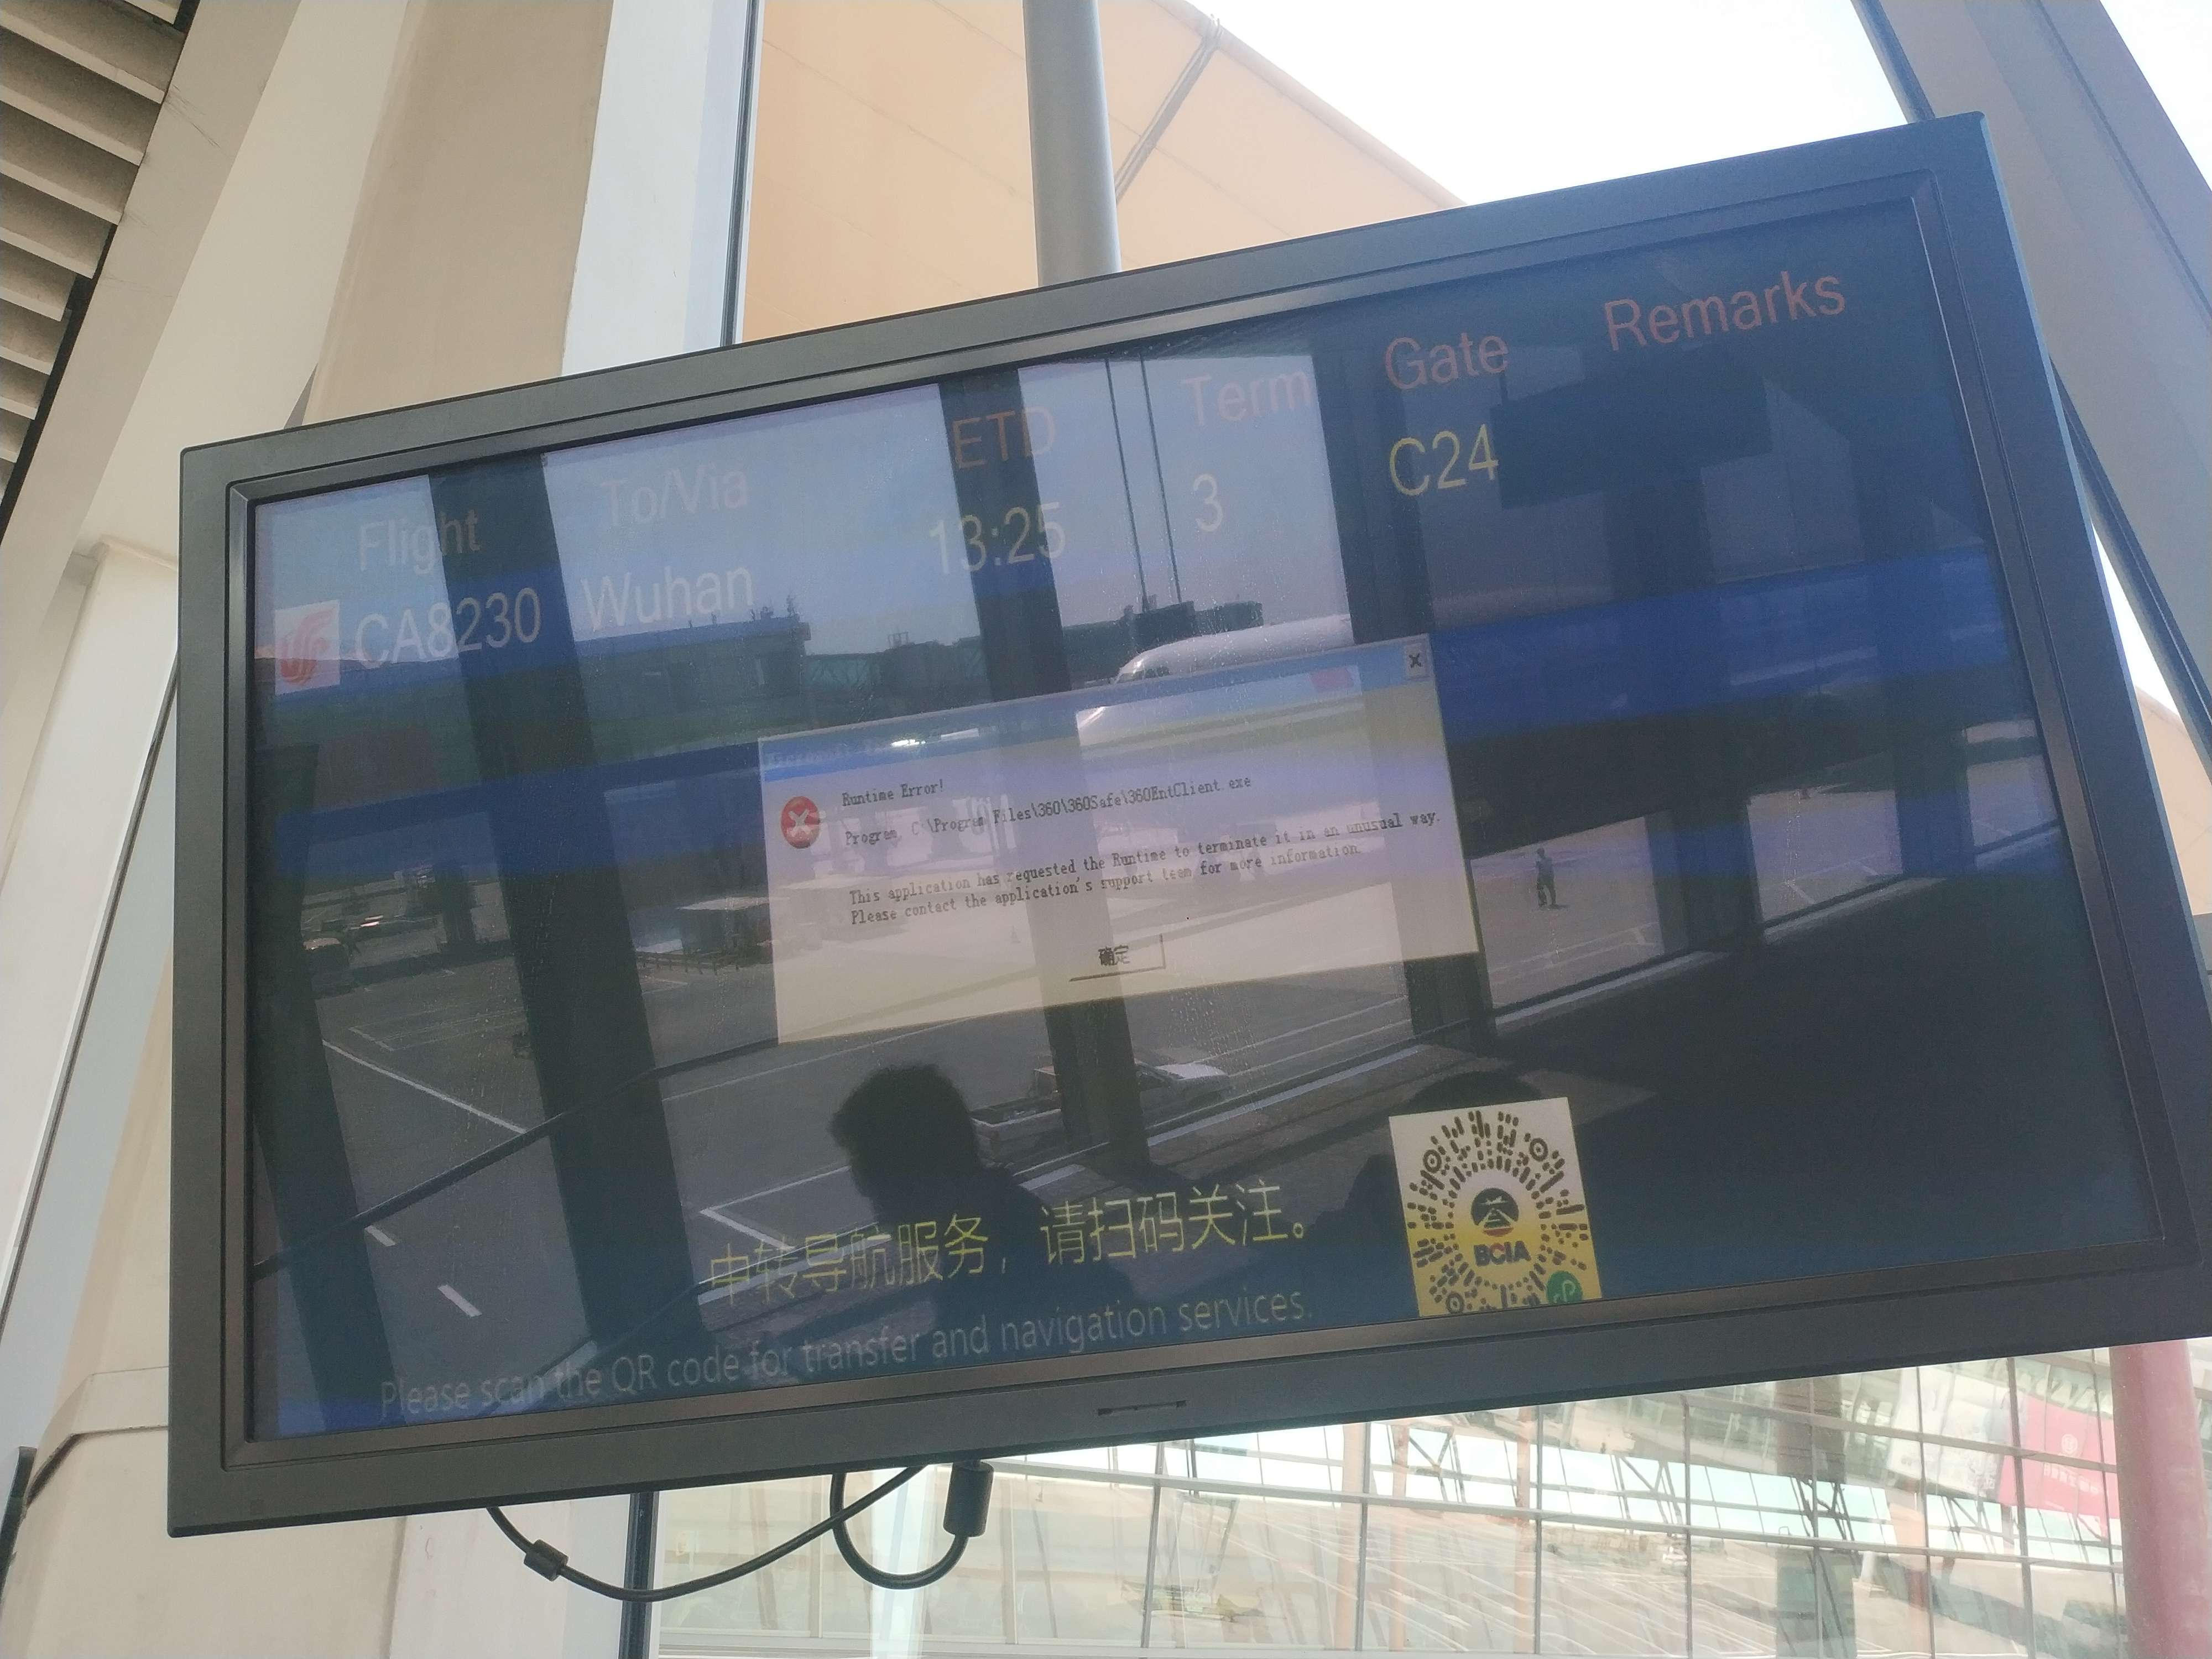 Flight To/Via ETD Term Gate Remarks
CA8230 Wuhan 13:25 3 C24
Runtime Error!
Program: C:\Program Files\360\360Safe\360EntClient.exe
This application has requested the Runtime to terminate it in an unusual way.
Please contact the application's support team for more information.
确定
中转导航服务，请扫码关注。
BCIA
Please scan the QR code for transfer and navigation services.